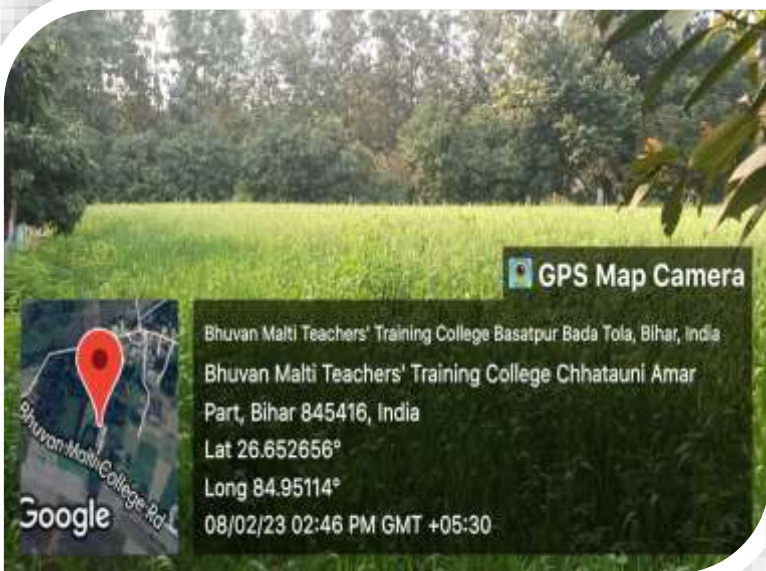 GPS Map Camera
Bhuvan Malti Teachers' Training College Basatpur Bada Tola, Bihar, India
Bhuvan Malti Teachers' Training College Chhatauni Amar
Part, Bihar 845416, India
Lat 26.652656°
Long 84.95114°
08/02/23 02:46 PM GMT +05:30
Bhuvan Malti College Rd
Google